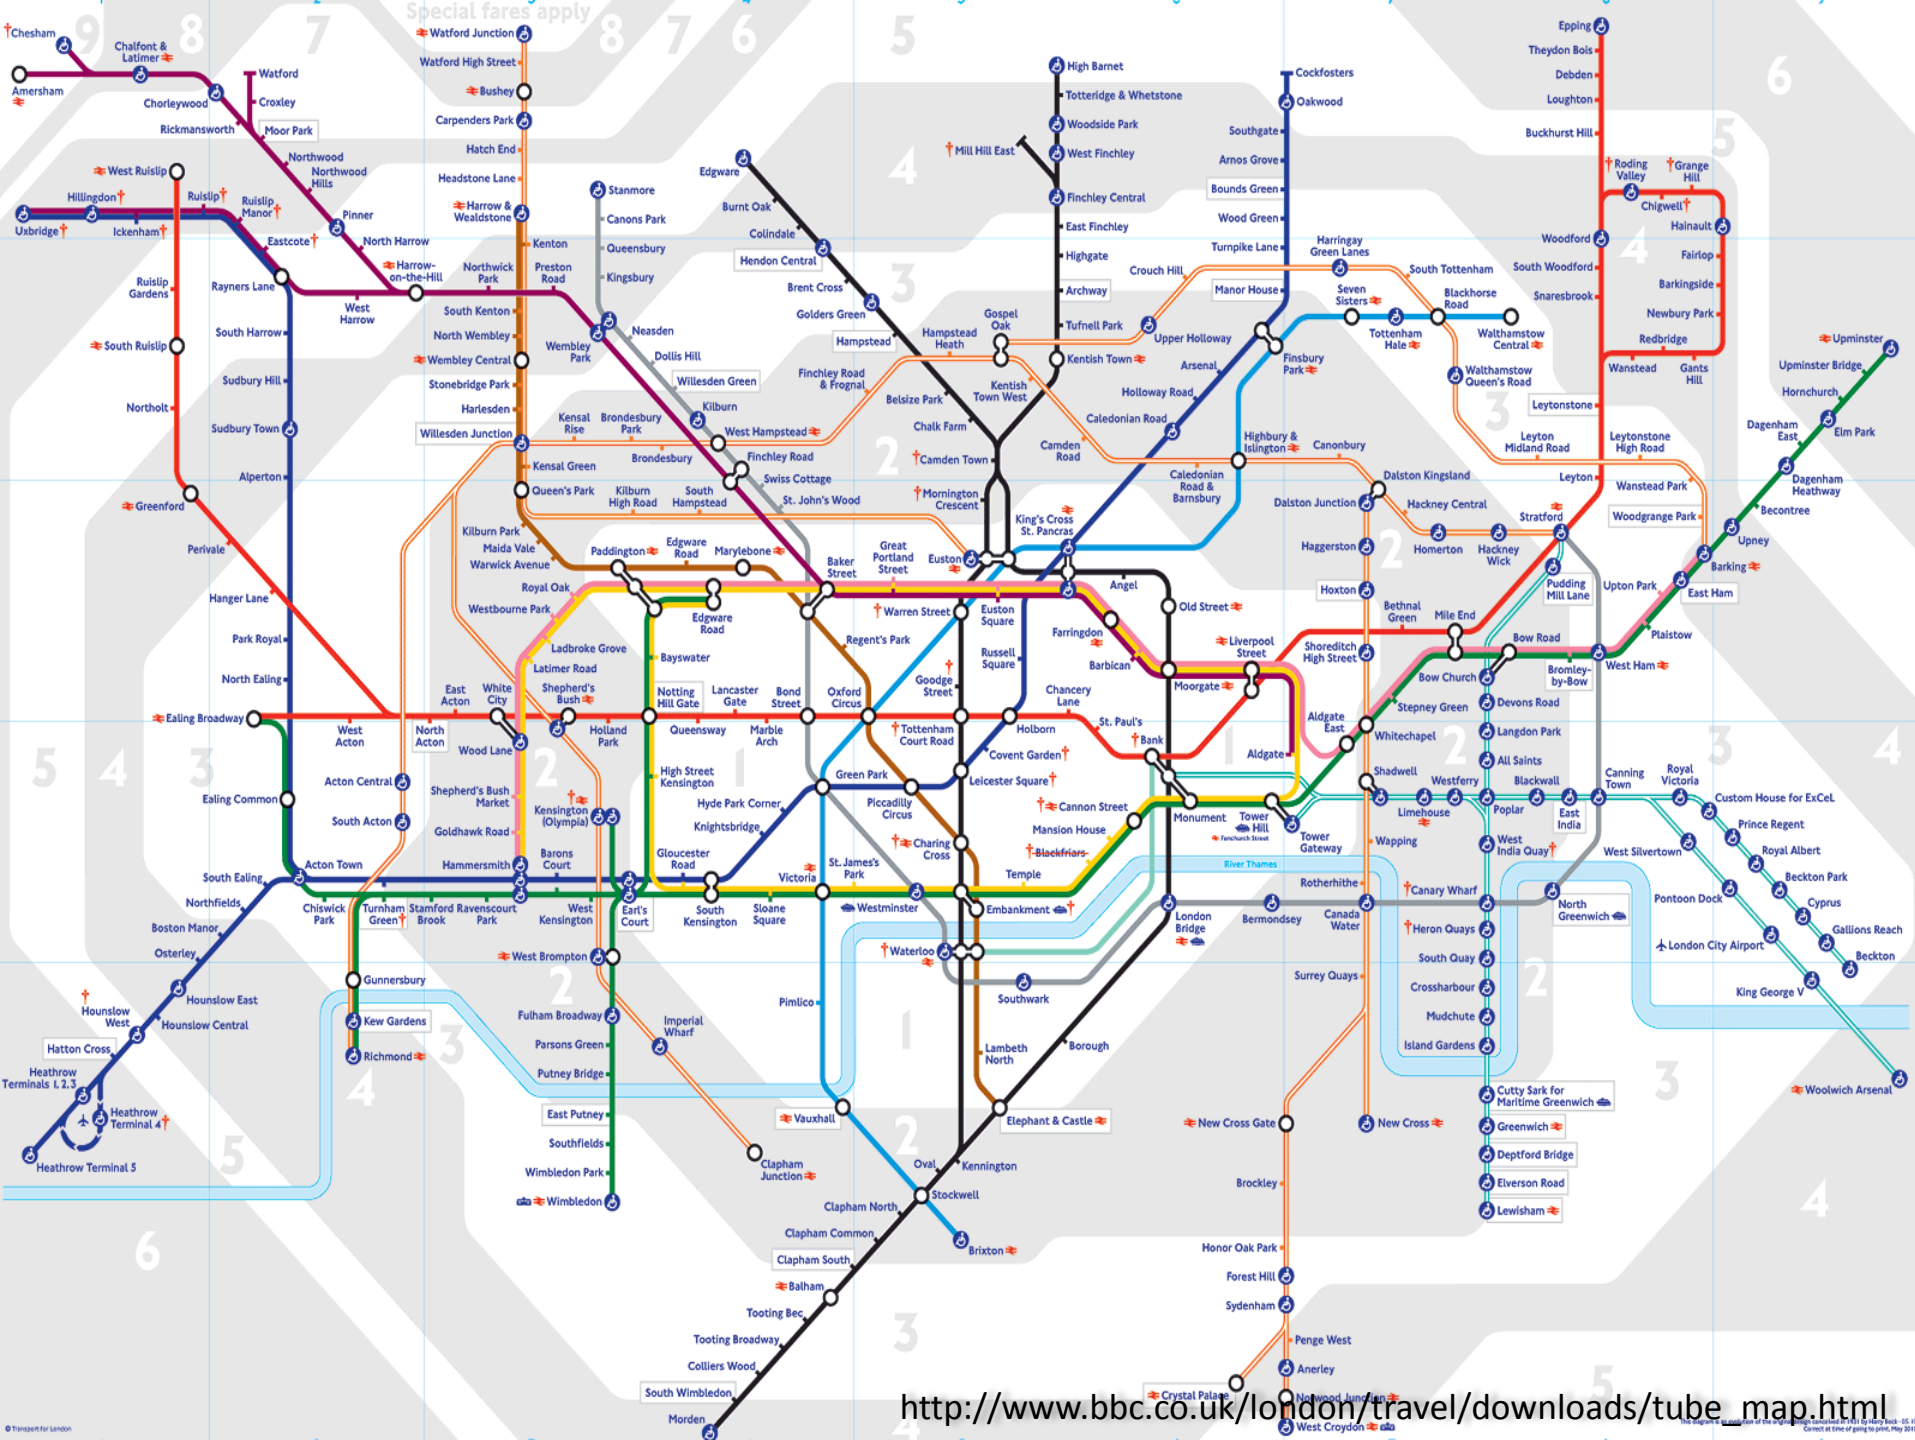 Special fares apply
9
8
7
8
7
6
5
6
†Chesham
Chalfont &
Latimer
Amersham
Chorleywood
Watford
Croxley
Rickmansworth
Moor Park
Northwood
Northwood
Hills
Pinner
North Harrow
Harrow-
on-the-Hill
Northwick
Park
Preston
Road
West
Harrow
West Ruislip
Hillingdon†
Ruislip†
Ruislip
Manor†
Uxbridge†
Ickenham†
Eastcote†
Rayners Lane
Ruislip
Gardens
South Harrow
South Ruislip
Sudbury Hill
Northolt
Sudbury Town
Alperton
Greenford
Perivale
Hanger Lane
Park Royal
North Ealing
Ealing Broadway
West
Acton
North
Acton
East
Acton
White
City
Shepherd's
Bush
Holland
Park
Wood Lane
Notting
Hill Gate
Lancaster
Gate
Queensway
Marble
Arch
Bond
Street
Oxford
Circus
†Tottenham
Court Road
Holborn
Chancery
Lane
St. Paul's
†Bank
Watford Junction
Watford High Street
Bushey
Carpenders Park
Hatch End
Headstone Lane
Harrow &
Wealdstone
Kenton
South Kenton
North Wembley
Wembley Central
Stonebridge Park
Harlesden
Willesden Junction
Kensal Green
Queen's Park
Kilburn Park
Maida Vale
Warwick Avenue
Kensal
Rise
Brondesbury
Park
Brondesbury
Kilburn
High Road
South
Hampstead
Stanmore
Canons Park
Queensbury
Kingsbury
Wembley
Park
Neasden
Dollis Hill
Willesden Green
Kilburn
West Hampstead
Finchley Road
Swiss Cottage
St. John's Wood
Edgware
Burnt Oak
Colindale
Hendon Central
Brent Cross
Golders Green
Hampstead
Belsize Park
Chalk Farm
†Camden Town
†Mornington
Crescent
Finchley Road
& Frognal
Hampstead
Heath
Gospel
Oak
Kentish
Town West
Camden
Road
High Barnet
Totteridge & Whetstone
Woodside Park
†Mill Hill East
West Finchley
Finchley Central
East Finchley
Highgate
Archway
Tufnell Park
Kentish Town
Crouch Hill
Upper Holloway
Cockfosters
Oakwood
Southgate
Arnos Grove
Bounds Green
Wood Green
Turnpike Lane
Manor House
Finsbury
Park
Arsenal
Holloway Road
Caledonian Road
Harringay
Green Lanes
South Tottenham
Seven
Sisters
Tottenham
Hale
Blackhorse
Road
Walthamstow
Central
Walthamstow
Queen's Road
Highbury &
Islington
Canonbury
Caledonian
Road &
Barnsbury
Dalston Kingsland
Dalston Junction
Hackney Central
Homerton
Hackney
Wick
Stratford
Haggerston
Hoxton
Shoreditch
High Street
Leyton
Midland Road
Leytonstone
High Road
Wanstead Park
Woodgrange Park
Epping
Theydon Bois
Debden
Loughton
Buckhurst Hill
†Roding
Valley
†Grange
Hill
Chigwell†
Hainault
Woodford
Fairlop
South Woodford
Barkingside
Snaresbrook
Newbury Park
Redbridge
Wanstead
Gants
Hill
Leytonstone
Leyton
Upminster
Upminster Bridge
Hornchurch
Elm Park
Dagenham
East
Dagenham
Heathway
Becontree
Upney
Barking
East Ham
Upton Park
Plaistow
West Ham
Bromley-
by-Bow
Bow Road
Bow Church
Mile End
Bethnal
Green
Stepney Green
Whitechapel
Pudding
Mill Lane
Devons Road
Langdon Park
All Saints
Poplar
Blackwall
East
India
Canning
Town
Royal
Victoria
Custom House for ExCeL
Prince Regent
Royal Albert
Beckton Park
Cyprus
Gallions Reach
Beckton
West Silvertown
Pontoon Dock
London City Airport
King George V
Woolwich Arsenal
Paddington
Edgware
Road
Marylebone
Baker
Street
Great
Portland
Street
Euston
King's Cross
St. Pancras
Angel
Old Street
Royal Oak
Westbourne Park
Ladbroke Grove
Latimer Road
Edgware
Road
Bayswater
Regent's Park
†Warren Street
Euston
Square
Russell
Square
†
Goodge
Street
Farringdon
Barbican
Moorgate
Liverpool
Street
Aldgate
East
Aldgate
High Street
Kensington
Hyde Park Corner
Knightsbridge
Green Park
Piccadilly
Circus
Leicester Square†
Covent Garden†
†Charing
Cross
†Cannon Street
Mansion House
†Blackfriars
Temple
Monument
Tower
Hill
Fenchurch Street
Tower
Gateway
Shadwell
Limehouse
Westferry
Wapping
Rotherhithe
Canada
Water
Surrey Quays
West
India Quay†
†Canary Wharf
†Heron Quays
South Quay
Crossharbour
Mudchute
Island Gardens
Cutty Sark for
Maritime Greenwich
Greenwich
Deptford Bridge
Elverson Road
Lewisham
North
Greenwich
River Thames
Ealing Common
Acton Central
South Acton
Acton Town
South Ealing
Northfields
Boston Manor
Osterley
Hounslow East
Hounslow Central
†
Hounslow
West
Hatton Cross
Heathrow
Terminals 1, 2, 3
Heathrow
Terminal 4†
Heathrow Terminal 5
Chiswick
Park
Turnham
Green†
Stamford
Brook
Ravenscourt
Park
Hammersmith
Barons
Court
West
Kensington
Earl's
Court
Gloucester
Road
South
Kensington
Sloane
Square
Victoria
St. James's
Park
Westminster
Embankment †
Shepherd's Bush
Market
Goldhawk Road
Kensington
(Olympia)
Gunnersbury
Kew Gardens
Richmond
West Brompton
Fulham Broadway
Parsons Green
Putney Bridge
East Putney
Southfields
Wimbledon Park
Wimbledon
Imperial
Wharf
Clapham
Junction
Pimlico
Vauxhall
†Waterloo
Southwark
London
Bridge
Bermondsey
Borough
Lambeth
North
Elephant & Castle
Kennington
Oval
Stockwell
Brixton
Clapham North
Clapham Common
Clapham South
Balham
Tooting Bec
Tooting Broadway
Colliers Wood
South Wimbledon
Morden
New Cross Gate
New Cross
Brockley
Honor Oak Park
Forest Hill
Sydenham
Penge West
Anerley
Crystal Palace
Norwood Junction
West Croydon
http://www.bbc.co.uk/london/travel/downloads/tube_map.html
© Transport for London